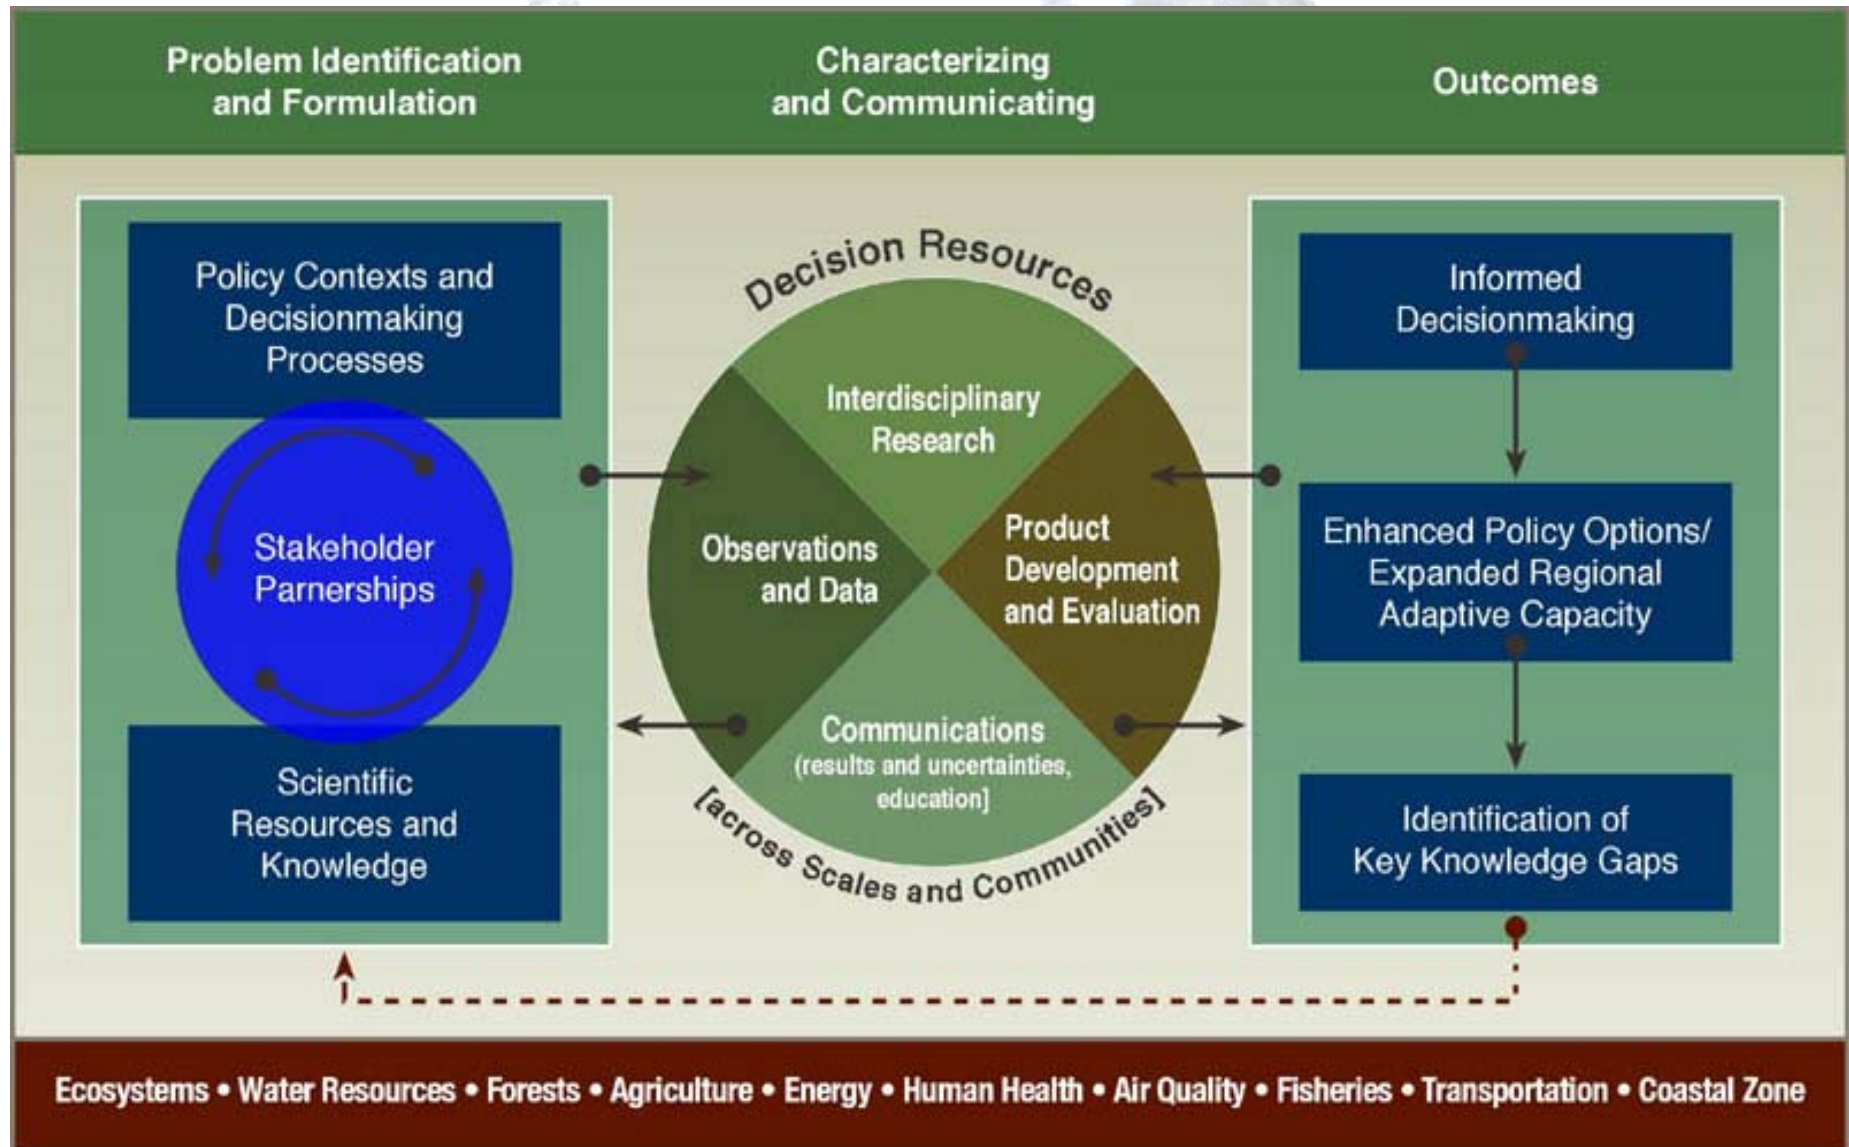 Problem Identification
and Formulation
Characterizing
and Communicating
Outcomes
Policy Contexts and
Decisionmaking
Processes
Stakeholder
Parnerships
Scientific
Resources and
Knowledge
Decision Resources
Interdisciplinary
Research
Observations
and Data
Product
Development
and Evaluation
Communications
(results and uncertainties,
education]
[across Scales and Communities]
Informed
Decisionmaking
Enhanced Policy Options/
Expanded Regional
Adaptive Capacity
Identification of
Key Knowledge Gaps
Ecosystems • Water Resources • Forests • Agriculture • Energy • Human Health • Air Quality • Fisheries • Transportation • Coastal Zone